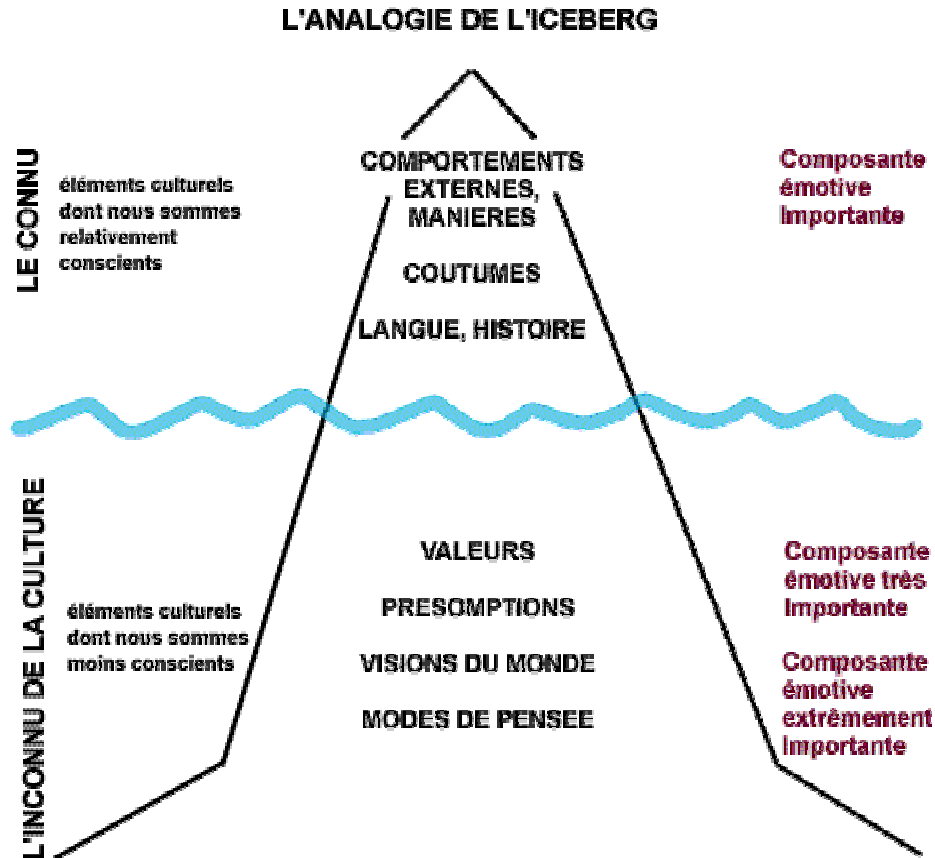 L'ANALOGIE DE L'ICEBERG
LE CONNU
éléments culturels
dont nous sommes
relativement
conscients
COMPORTEMENTS
EXTERNES,
MANIERES
COUTUMES
LANGUE, HISTOIRE
Composante
émotive
Importante
L'INCONNU DE LA CULTURE
éléments culturels
dont nous sommes
moins conscients
VALEURS
PRESOMPTIONS
VISIONS DU MONDE
MODES DE PENSEE
Composante
émotive très
Importante
Composante
émotive
extrêmement
Importante